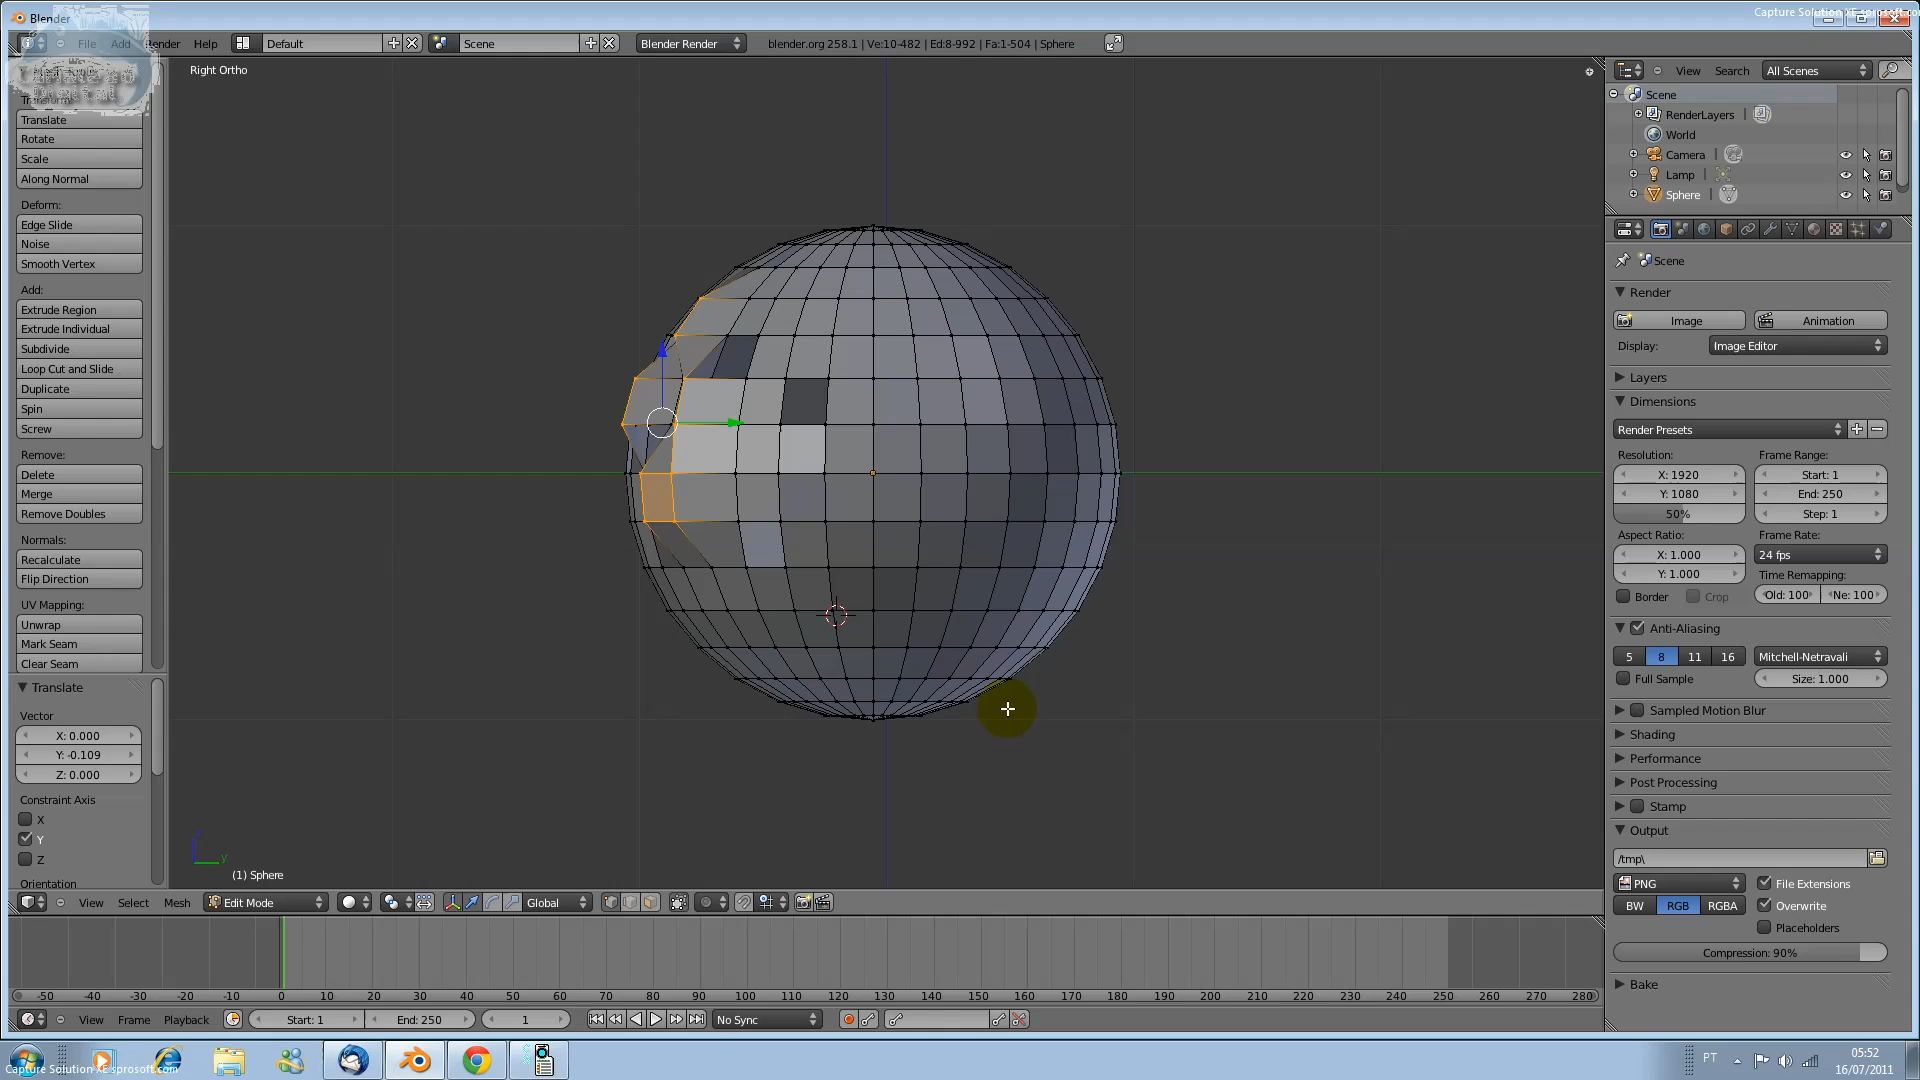 Blender
Capture Solution XE sprosoft.co
File Add Render Help
Default
Scene
Blender Render
blender.org 258.1 | Ve:10-482 | Ed:8-992 | Fa:1-504 | Sphere
Right Ortho
Transform:
Translate
Rotate
Scale
Along Normal
Deform:
Edge Slide
Noise
Smooth Vertex
Add:
Extrude Region
Extrude Individual
Subdivide
Loop Cut and Slide
Duplicate
Spin
Screw
Remove:
Delete
Merge
Remove Doubles
Normals:
Recalculate
Flip Direction
UV Mapping:
Unwrap
Mark Seam
Clear Seam
Translate
Vector
X: 0.000
Y: -0.109
Z: 0.000
Constraint Axis
X
Y
Z
Orientation
y
(1) Sphere
View Select Mesh
Edit Mode
Global
View Search
All Scenes
Scene
RenderLayers
World
Camera
Lamp
Sphere
Scene
Render
Image
Animation
Display:
Image Editor
Layers
Dimensions
Render Presets
Resolution:
Frame Range:
X: 1920
Start: 1
Y: 1080
End: 250
50%
Step: 1
Aspect Ratio:
Frame Rate:
X: 1.000
24 fps
Y: 1.000
Time Remapping:
Border
Crop
Old: 100
Ne: 100
Anti-Aliasing
5 8 11 16
Mitchell-Netravali
Full Sample
Size: 1.000
Sampled Motion Blur
Shading
Performance
Post Processing
Stamp
Output
/tmp\
PNG
File Extensions
BW RGB RGBA
Overwrite
Placeholders
Compression: 90%
Bake
-50 -40 -30 -20 -10 0 10 20 30 40 50 60 70 80 90 100 110 120 130 140 150 160 170 180 190 200 210 220 230 240 250 260 270 280
View Frame Playback
Start: 1
End: 250
1
No Sync
PT
05:52
16/07/2011
Capture Solution XE sprosoft.com